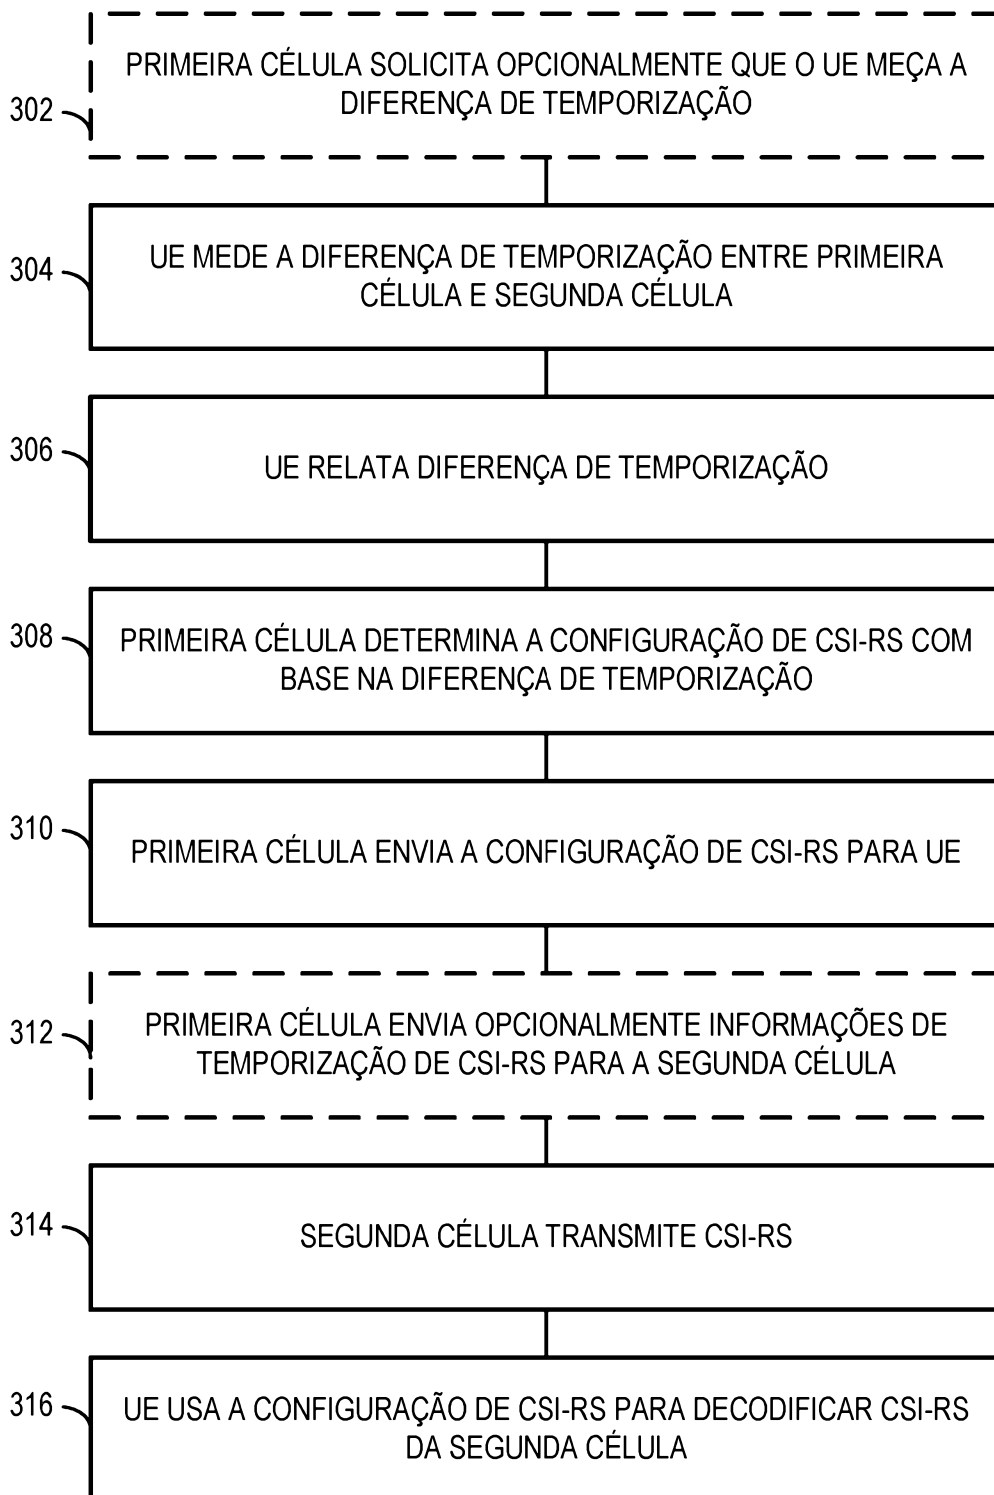 PRIMEIRA CÉLULA SOLICITA OPCIONALMENTE QUE O UE MEÇA A
DIFERENÇA DE TEMPORIZAÇÃO
302
UE MEDE A DIFERENÇA DE TEMPORIZAÇÃO ENTRE PRIMEIRA
CÉLULA E SEGUNDA CÉLULA
304
UE RELATA DIFERENÇA DE TEMPORIZAÇÃO
306
PRIMEIRA CÉLULA DETERMINA A CONFIGURAÇÃO DE CSI-RS COM
BASE NA DIFERENÇA DE TEMPORIZAÇÃO
308
PRIMEIRA CÉLULA ENVIA A CONFIGURAÇÃO DE CSI-RS PARA UE
310
PRIMEIRA CÉLULA ENVIA OPCIONALMENTE INFORMAÇÕES DE
TEMPORIZAÇÃO DE CSI-RS PARA A SEGUNDA CÉLULA
312
SEGUNDA CÉLULA TRANSMITE CSI-RS
314
UE USA A CONFIGURAÇÃO DE CSI-RS PARA DECODIFICAR CSI-RS
DA SEGUNDA CÉLULA
316